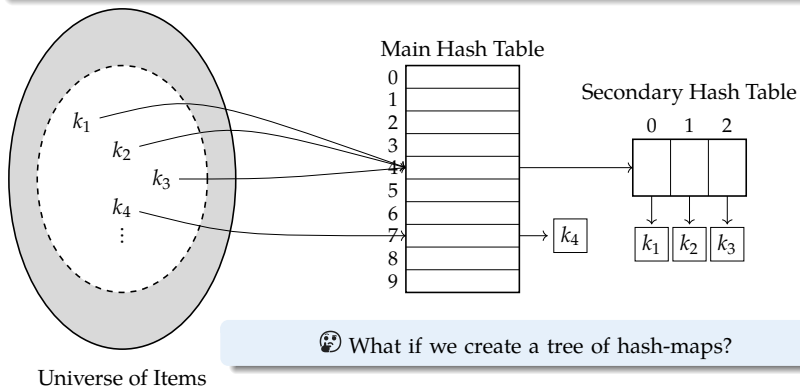 Main Hash Table
Secondary Hash Table
0
1
2
3
4
5
6
7
8
9
0 1 2
k₁
k₂
k₃
k₄
⋮
k₄
k₁ k₂ k₃
🤔 What if we create a tree of hash-maps?
Universe of Items